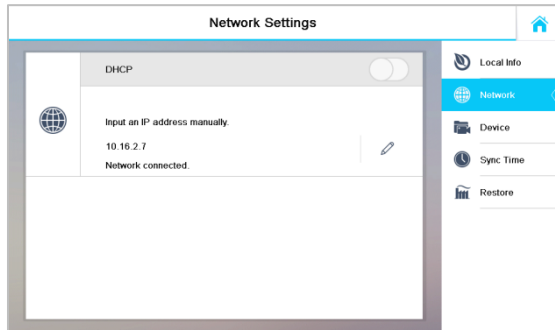 Network Settings
DHCP
Input an IP address manually.
10.16.2.7
Network connected.
Local Info
Network
Device
Sync Time
Restore